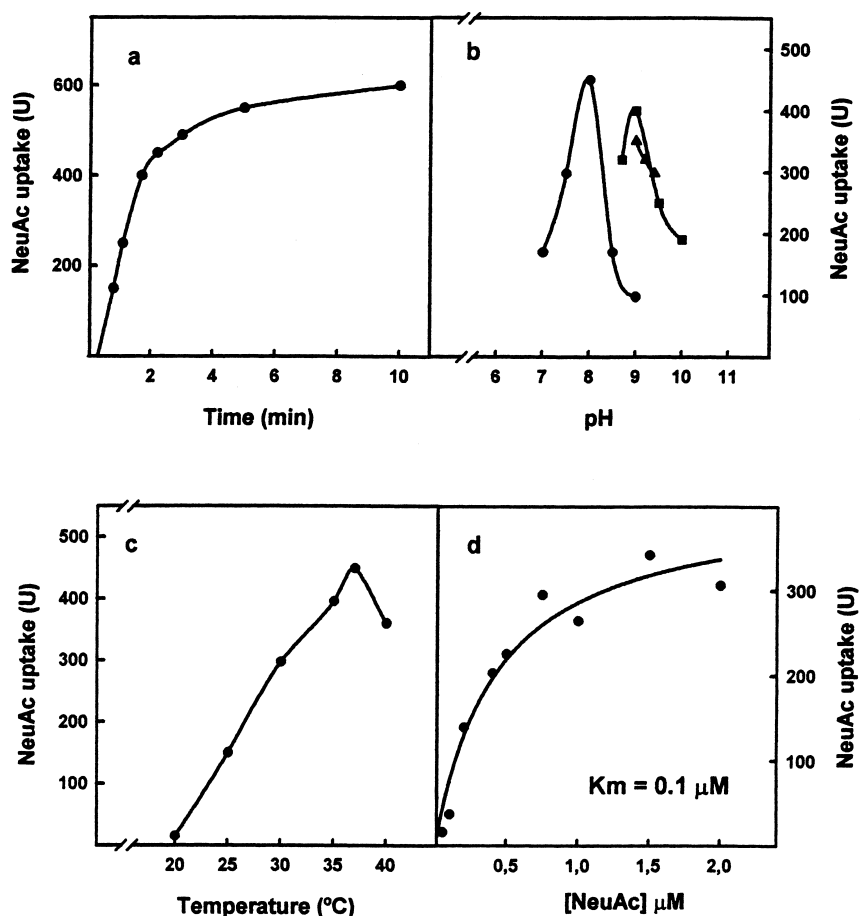 a
NeuAc uptake (U)
600
400
200
2
4
6
8
10
Time (min)
b
500
400
300
200
100
NeuAc uptake (U)
6
7
8
9
10
11
pH
c
NeuAc uptake (U)
500
400
300
200
100
20
25
30
35
40
Temperature (ºC)
d
300
200
100
NeuAc uptake (U)
Km = 0.1 μM
0,5
1,0
1,5
2,0
[NeuAc] μM